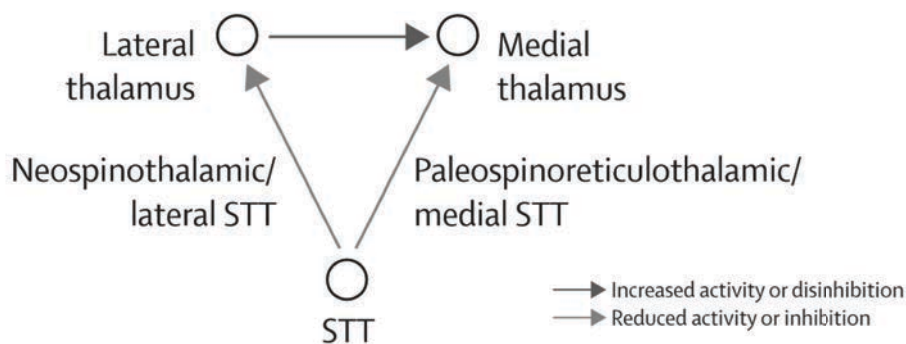 Lateral
thalamus
Medial
thalamus
Neospinothalamic/
lateral STT
Paleospinoreticulothalamic/
medial STT
STT
Increased activity or disinhibition
Reduced activity or inhibition